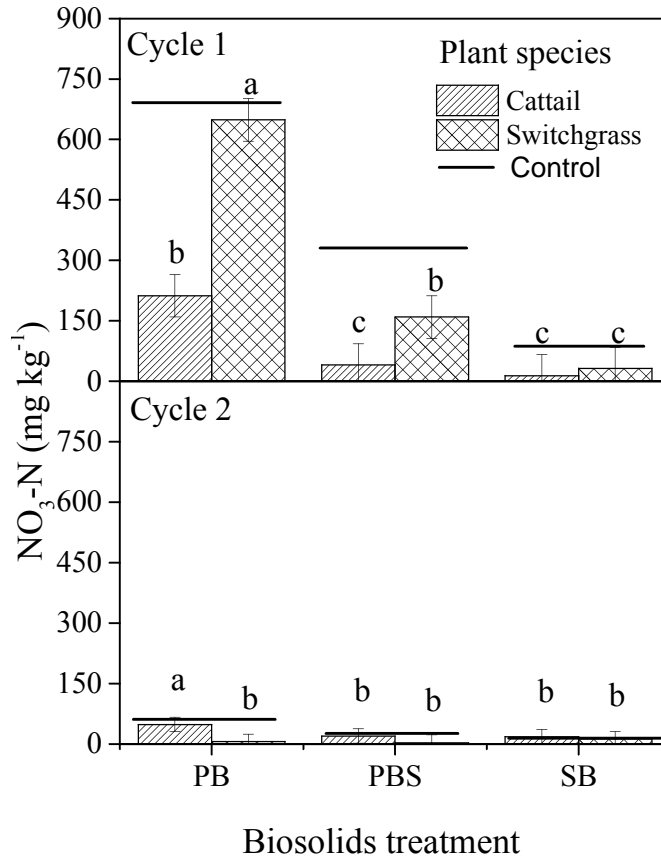 900
Cycle 1
Plant species
750
a
Cattail
Switchgrass
600
Control
450
300
b
b
150
c
c
c
0
Cycle 2
750
600
450
300
150
a
b
b
b
b
b
0
PB
PBS
SB
NO₃-N (mg kg⁻¹)
Biosolids treatment